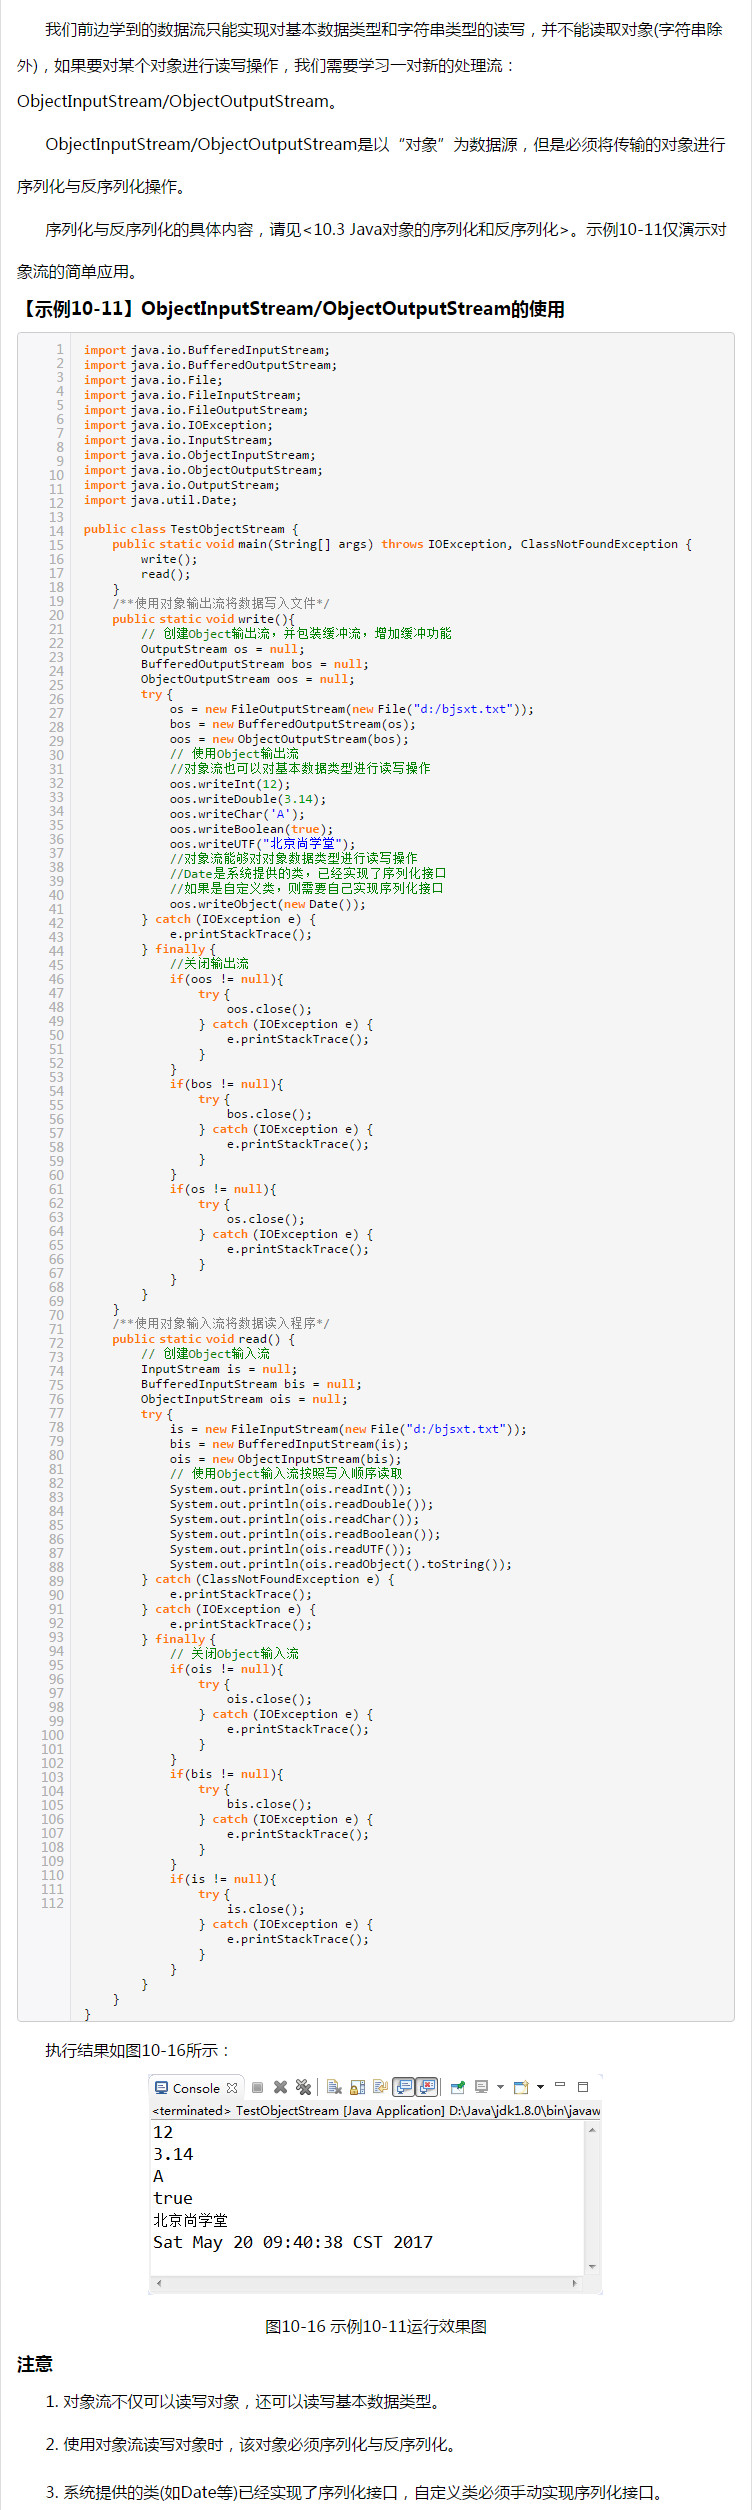 我们前边学到的数据流只能实现对基本数据类型和字符串类型的读写，并不能读取对象(字符串除
外)，如果要对某个对象进行读写操作，我们需要学习一对新的处理流：
ObjectInputStream/ObjectOutputStream。
ObjectInputStream/ObjectOutputStream是以“对象”为数据源，但是必须将传输的对象进行
序列化与反序列化操作。
序列化与反序列化的具体内容，请见<10.3 Java对象的序列化和反序列化>。示例10-11仅演示对
象流的简单应用。
【示例10-11】ObjectInputStream/ObjectOutputStream的使用
1
2
3
4
5
6
7
8
9
10
11
12
13
14
15
16
17
18
19
20
21
22
23
24
25
26
27
28
29
30
31
32
33
34
35
36
37
38
39
40
41
42
43
44
45
46
47
48
49
50
51
52
53
54
55
56
57
58
59
60
61
62
63
64
65
66
67
68
69
70
71
72
73
74
75
76
77
78
79
80
81
82
83
84
85
86
87
88
89
90
91
92
93
94
95
96
97
98
99
100
101
102
103
104
105
106
107
108
109
110
111
112
import java.io.BufferedInputStream;
import java.io.BufferedOutputStream;
import java.io.File;
import java.io.FileInputStream;
import java.io.FileOutputStream;
import java.io.IOException;
import java.io.InputStream;
import java.io.ObjectInputStream;
import java.io.ObjectOutputStream;
import java.io.OutputStream;
import java.util.Date;
public class TestObjectStream {
public static void main(String[] args) throws IOException, ClassNotFoundException {
write();
read();
}
/**使用对象输出流将数据写入文件*/
public static void write(){
// 创建Object输出流，并包装缓冲流，增加缓冲功能
OutputStream os = null;
BufferedOutputStream bos = null;
ObjectOutputStream oos = null;
try {
os = new FileOutputStream(new File("d:/bjsxt.txt"));
bos = new BufferedOutputStream(os);
oos = new ObjectOutputStream(bos);
// 使用Object输出流
//对象流也可以对基本数据类型进行读写操作
oos.writeInt(12);
oos.writeDouble(3.14);
oos.writeChar('A');
oos.writeBoolean(true);
oos.writeUTF("北京尚学堂");
//对象流能够对对象数据类型进行读写操作
//Date是系统提供的类，已经实现了序列化接口
//如果是自定义类，则需要自己实现序列化接口
oos.writeObject(new Date());
} catch (IOException e) {
e.printStackTrace();
} finally {
//关闭输出流
if(oos != null){
try {
oos.close();
} catch (IOException e) {
e.printStackTrace();
}
}
if(bos != null){
try {
bos.close();
} catch (IOException e) {
e.printStackTrace();
}
}
if(os != null){
try {
os.close();
} catch (IOException e) {
e.printStackTrace();
}
}
}
}
/**使用对象输入流将数据读入程序*/
public static void read() {
// 创建Object输入流
InputStream is = null;
BufferedInputStream bis = null;
ObjectInputStream ois = null;
try {
is = new FileInputStream(new File("d:/bjsxt.txt"));
bis = new BufferedInputStream(is);
ois = new ObjectInputStream(bis);
// 使用Object输入流按照写入顺序读取
System.out.println(ois.readInt());
System.out.println(ois.readDouble());
System.out.println(ois.readChar());
System.out.println(ois.readBoolean());
System.out.println(ois.readUTF());
System.out.println(ois.readObject().toString());
} catch (ClassNotFoundException e) {
e.printStackTrace();
} catch (IOException e) {
e.printStackTrace();
} finally {
// 关闭Object输入流
if(ois != null){
try {
ois.close();
} catch (IOException e) {
e.printStackTrace();
}
}
if(bis != null){
try {
bis.close();
} catch (IOException e) {
e.printStackTrace();
}
}
if(is != null){
try {
is.close();
} catch (IOException e) {
e.printStackTrace();
}
}
}
}
}
执行结果如图10-16所示：
Console
<terminated> TestObjectStream [Java Application] D:\Java\jdk1.8.0\bin\javaw
12
3.14
A
true
北京尚学堂
Sat May 20 09:40:38 CST 2017
图10-16 示例10-11运行效果图
注意
1. 对象流不仅可以读写对象，还可以读写基本数据类型。
2. 使用对象流读写对象时，该对象必须序列化与反序列化。
3. 系统提供的类(如Date等)已经实现了序列化接口，自定义类必须手动实现序列化接口。